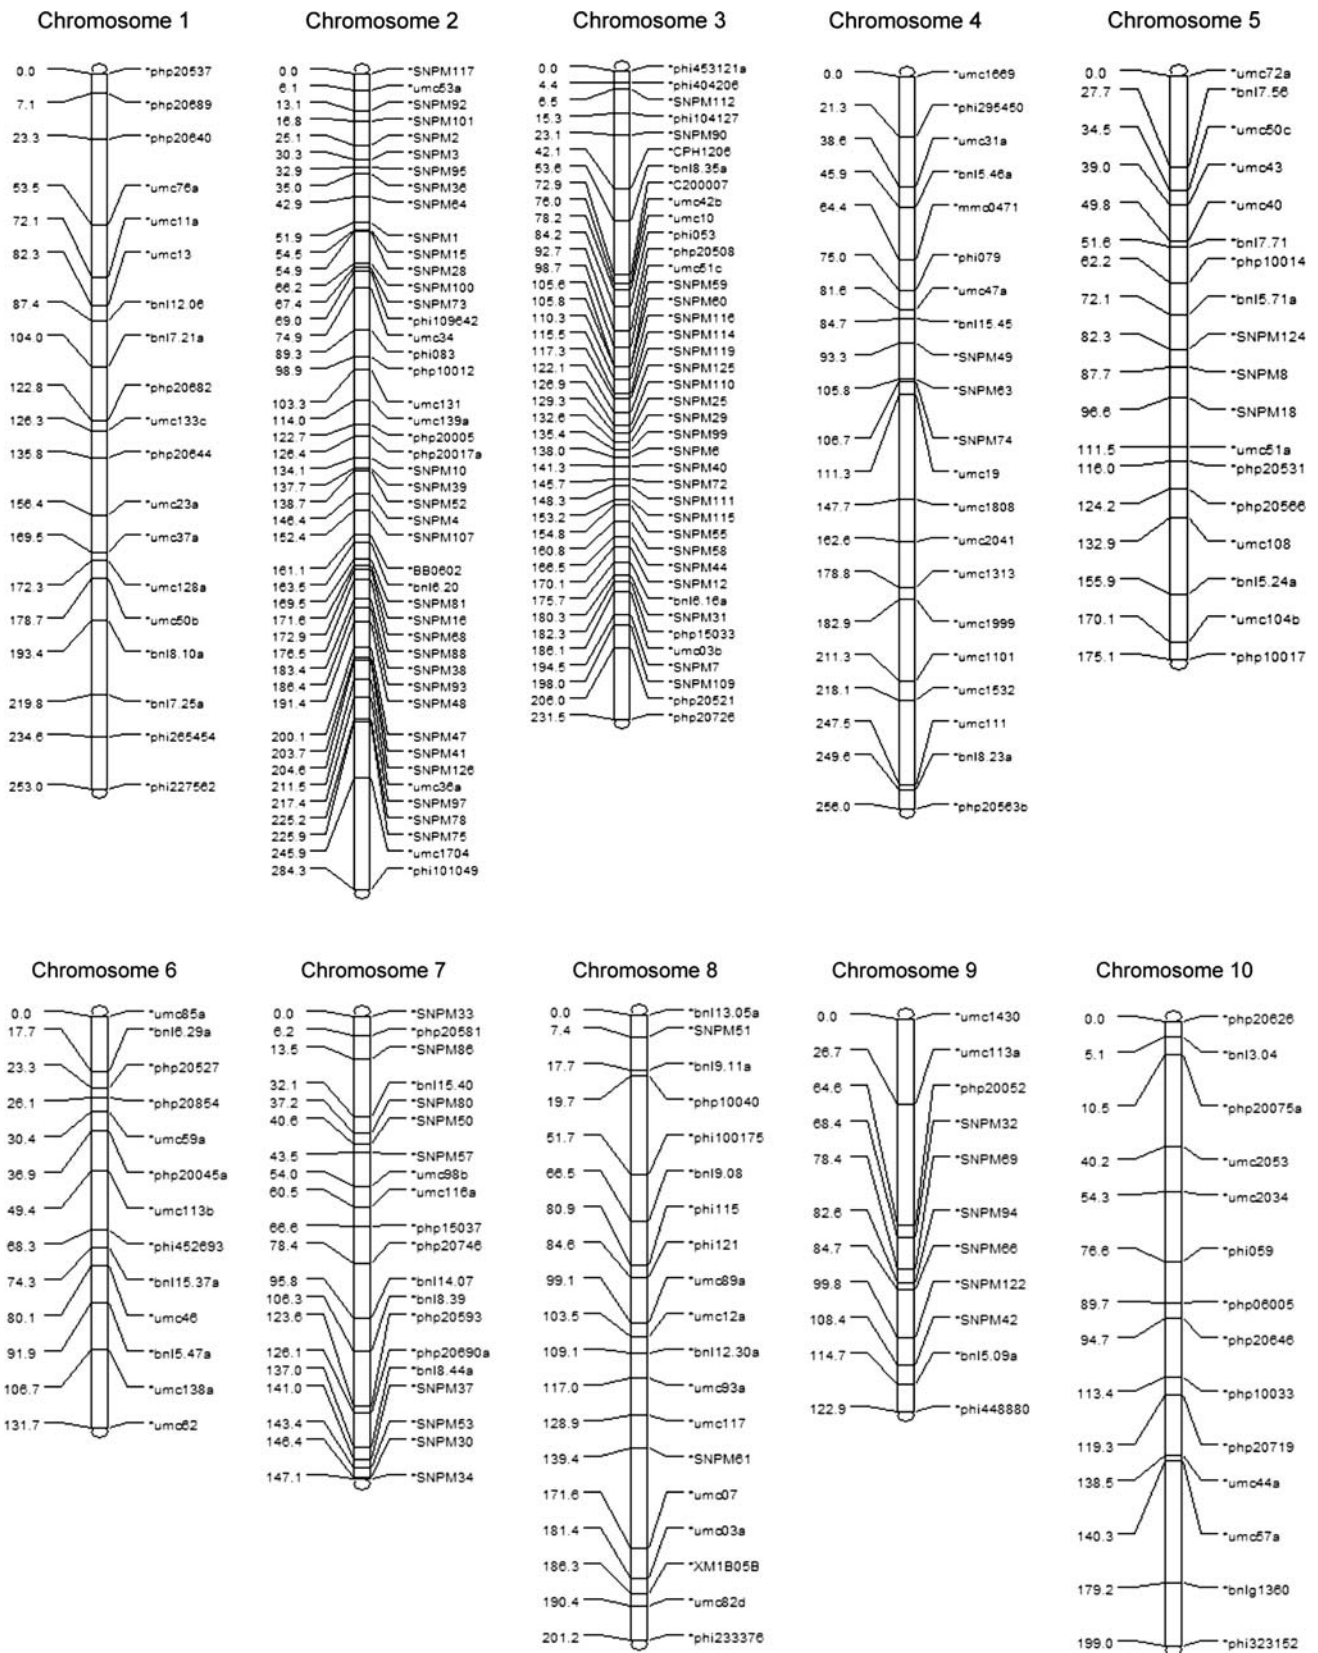 Chromosome 1
0.0 *php20537
7.1 *php20689
23.3 *php20640
53.5 *umc76a
72.1 *umc11a
82.3 *umc13
87.4 *bnl12.06
104.0 *bnl7.21a
122.8 *php20682
126.3 *umc133c
135.8 *php20644
156.4 *umc23a
169.5 *umc37a
172.3 *umc128a
178.7 *umc50b
193.4 *bnl8.10a
219.8 *bnl7.25a
234.6 *phi265454
253.0 *phi227562
Chromosome 2
0.0 *SNPM117
6.1 *umc53a
13.1 *SNPM92
16.8 *SNPM101
25.1 *SNPM2
30.3 *SNPM3
32.9 *SNPM95
35.0 *SNPM36
42.9 *SNPM64
51.9 *SNPM1
54.5 *SNPM15
54.9 *SNPM28
66.2 *SNPM100
67.4 *SNPM73
69.0 *phi109642
74.9 *umc34
89.3 *phi083
98.9 *php10012
103.3 *umc131
114.0 *umc139a
122.7 *php20005
126.4 *php20017a
134.1 *SNPM10
137.7 *SNPM39
138.7 *SNPM52
146.4 *SNPM4
152.4 *SNPM107
161.1 *BB0602
163.5 *bnl6.20
169.5 *SNPM81
171.6 *SNPM16
172.9 *SNPM68
176.5 *SNPM88
183.4 *SNPM38
186.4 *SNPM93
191.4 *SNPM48
200.1 *SNPM47
203.7 *SNPM41
204.6 *SNPM126
211.5 *umc36a
217.4 *SNPM97
225.2 *SNPM78
225.9 *SNPM75
245.9 *umc1704
284.3 *phi101049
Chromosome 3
0.0 *phi453121a
4.4 *phi404206
6.5 *SNPM112
15.3 *phi104127
23.1 *SNPM90
42.1 *CPH1206
53.6 *bnl8.35a
72.9 *C200007
76.0 *umc42b
78.2 *umc10
84.2 *phi053
92.7 *php20508
98.7 *umc51c
105.6 *SNPM59
105.8 *SNPM60
110.3 *SNPM116
115.5 *SNPM114
117.3 *SNPM119
122.1 *SNPM125
126.9 *SNPM110
129.3 *SNPM25
132.6 *SNPM29
135.4 *SNPM99
138.0 *SNPM6
141.3 *SNPM40
145.7 *SNPM72
148.3 *SNPM111
153.2 *SNPM115
154.8 *SNPM55
160.8 *SNPM58
166.5 *SNPM44
170.1 *SNPM12
175.7 *bnl6.16a
180.3 *SNPM31
182.3 *php15033
186.1 *umc03b
194.5 *SNPM7
198.0 *SNPM109
206.0 *php20521
231.5 *php20726
Chromosome 4
0.0 *umc1669
21.3 *phi295450
38.6 *umc31a
45.9 *bnl5.46a
64.4 *mmc0471
75.0 *phi079
81.6 *umc47a
84.7 *bnl15.45
93.3 *SNPM49
105.8 *SNPM63
106.7 *SNPM74
111.3 *umc19
147.7 *umc1808
162.6 *umc2041
178.8 *umc1313
182.9 *umc1999
211.3 *umc1101
218.1 *umc1532
247.5 *umc111
249.6 *bnl8.23a
256.0 *php20563b
Chromosome 5
0.0 *umc72a
27.7 *bnl7.56
34.5 *umc50c
39.0 *umc43
49.8 *umc40
51.6 *bnl7.71
62.2 *php10014
72.1 *bnl5.71a
82.3 *SNPM124
87.7 *SNPM8
96.6 *SNPM18
111.5 *umc51a
116.0 *php20531
124.2 *php20566
132.9 *umc108
155.9 *bnl5.24a
170.1 *umc104b
175.1 *php10017
Chromosome 6
0.0 *umc85a
17.7 *bnl6.29a
23.3 *php20527
26.1 *php20854
30.4 *umc59a
36.9 *php20045a
49.4 *umc113b
68.3 *phi452693
74.3 *bnl15.37a
80.1 *umc46
91.9 *bnl5.47a
106.7 *umc138a
131.7 *umc62
Chromosome 7
0.0 *SNPM33
6.2 *php20581
13.5 *SNPM86
32.1 *bnl15.40
37.2 *SNPM80
40.6 *SNPM50
43.5 *SNPM57
54.0 *umc98b
60.5 *umc116a
66.6 *php15037
78.4 *php20746
95.8 *bnl14.07
106.3 *bnl8.39
123.6 *php20593
126.1 *php20690a
137.0 *bnl8.44a
141.0 *SNPM37
143.4 *SNPM53
146.4 *SNPM30
147.1 *SNPM34
Chromosome 8
0.0 *bnl13.05a
7.4 *SNPM51
17.7 *bnl9.11a
19.7 *php10040
51.7 *phi100175
66.5 *bnl9.08
80.9 *phi115
84.6 *phi121
99.1 *umc89a
103.5 *umc12a
109.1 *bnl12.30a
117.0 *umc93a
128.9 *umc117
139.4 *SNPM61
171.6 *umc07
181.4 *umc03a
186.3 *XM1B05B
190.4 *umc82d
201.2 *phi233376
Chromosome 9
0.0 *umc1430
26.7 *umc113a
64.6 *php20052
68.4 *SNPM32
78.4 *SNPM69
82.6 *SNPM94
84.7 *SNPM66
99.8 *SNPM122
108.4 *SNPM42
114.7 *bnl5.09a
122.9 *phi448880
Chromosome 10
0.0 *php20626
5.1 *bnl3.04
10.5 *php20075a
40.2 *umc2053
54.3 *umc2034
76.6 *phi059
89.7 *php06005
94.7 *php20646
113.4 *php10033
119.3 *php20719
138.5 *umc44a
140.3 *umc57a
179.2 *bnlg1360
199.0 *phi323152